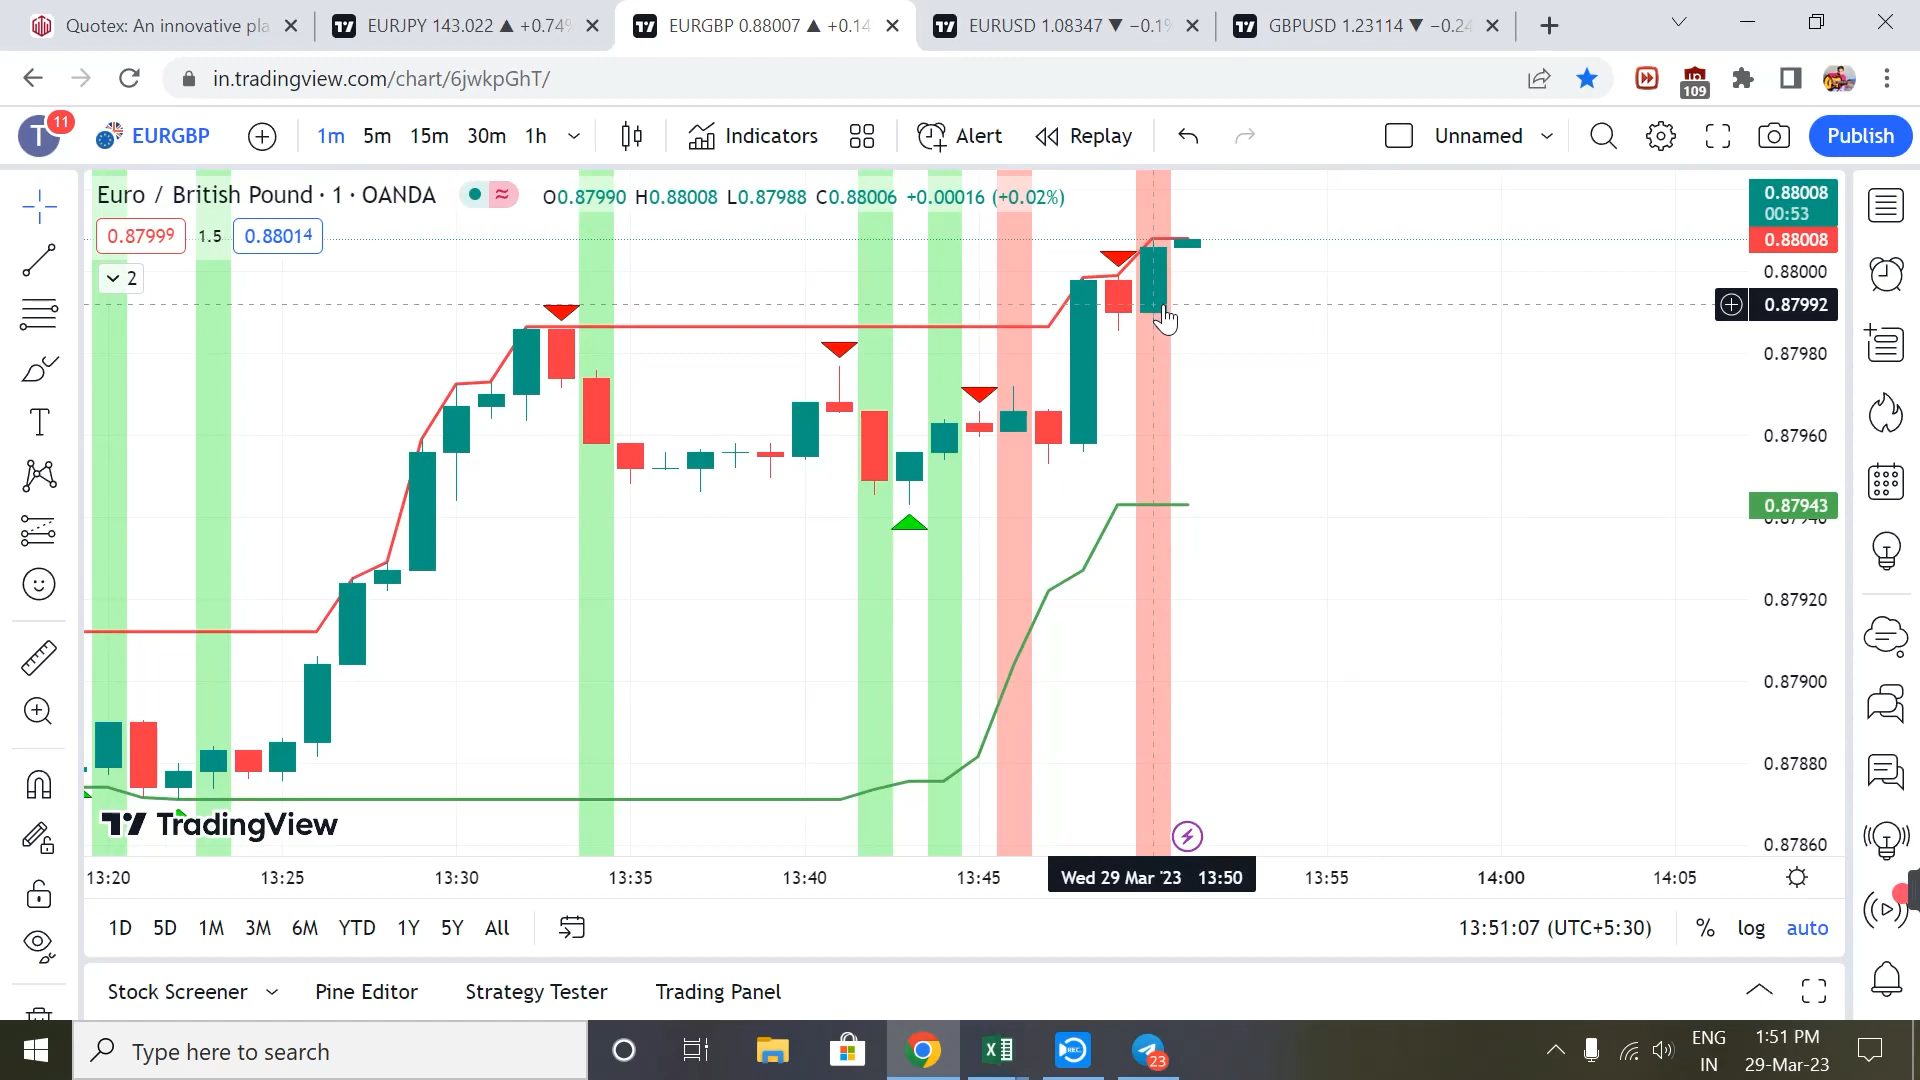 Quotex: An innovative pla
EURJPY 143.022 ▲ +0.74%
EURGBP 0.88007 ▲ +0.14
EURUSD 1.08347 ▼ −0.1%
GBPUSD 1.23114 ▼ −0.24
in.tradingview.com/chart/6jwkpGhT/
109
T
11
EURGBP
1m 5m 15m 30m 1h
Indicators
Alert
Replay
Unnamed
Publish
Euro / British Pound · 1 · OANDA
O0.87990 H0.88008 L0.87988 C0.88006 +0.00016 (+0.02%)
0.87999 1.5 0.88014
2
0.88008
00:53
0.88008
0.88000
0.87992
0.87980
0.87960
0.87943
0.87940
0.87920
0.87900
0.87880
0.87860
TradingView
13:20 13:25 13:30 13:35 13:40 13:45 Wed 29 Mar '23 13:50 13:55 14:00 14:05
1D 5D 1M 3M 6M YTD 1Y 5Y All
13:51:07 (UTC+5:30) % log auto
Stock Screener Pine Editor Strategy Tester Trading Panel
Type here to search
REC
23
ENG
IN
1:51 PM
29-Mar-23